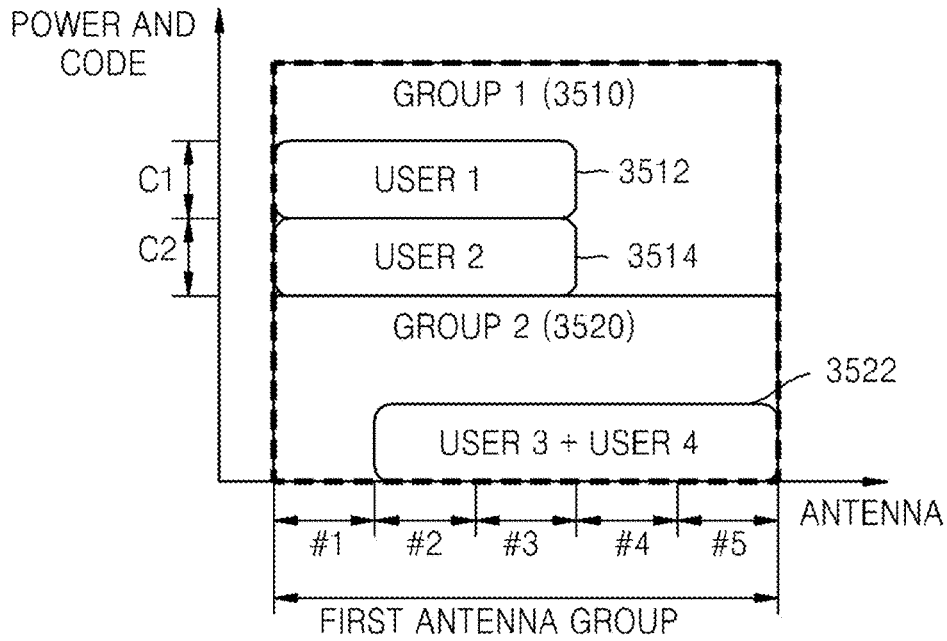 POWER AND
CODE
GROUP 1 (3510)
C1
USER 1
3512
C2
USER 2
3514
GROUP 2 (3520)
3522
USER 3 + USER 4
ANTENNA
#1
#2
#3
#4
#5
FIRST ANTENNA GROUP